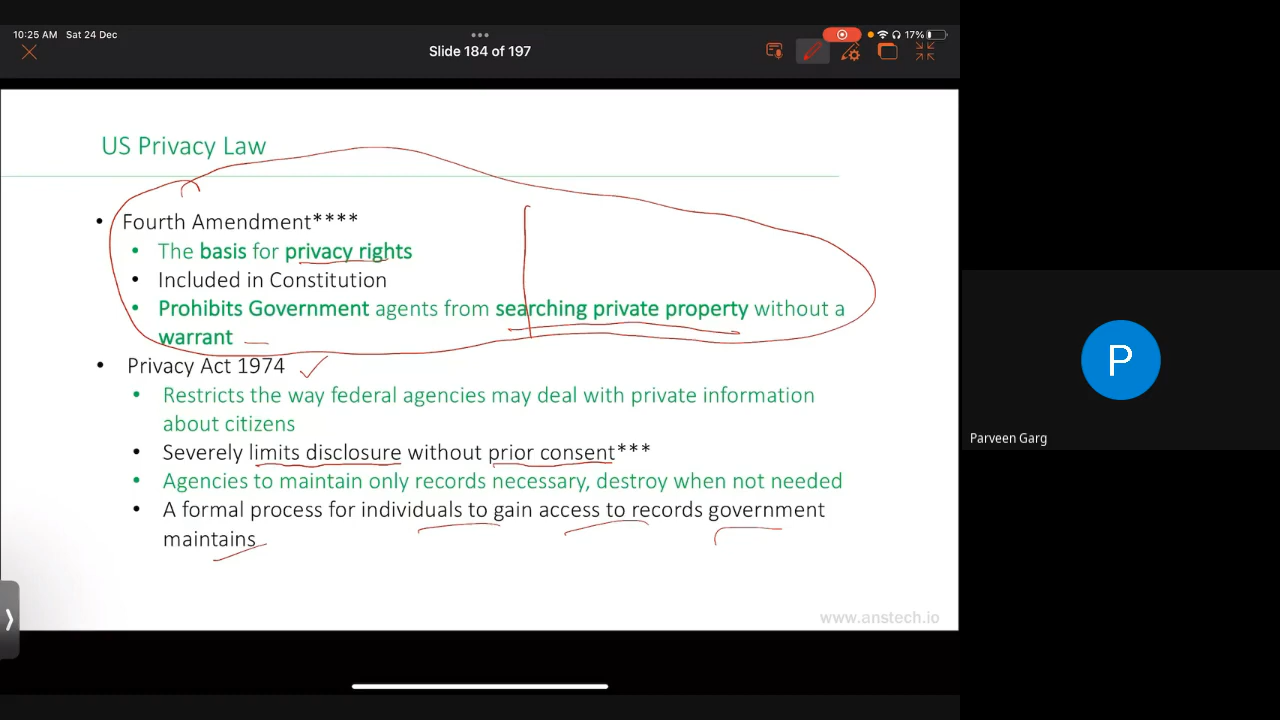 10:25 AM Sat 24 Dec
17%
Slide 184 of 197
US Privacy Law
• Fourth Amendment****
• The basis for privacy rights
• Included in Constitution
• Prohibits Government agents from searching private property without a
warrant
• Privacy Act 1974
• Restricts the way federal agencies may deal with private information
about citizens
• Severely limits disclosure without prior consent***
• Agencies to maintain only records necessary, destroy when not needed
• A formal process for individuals to gain access to records government
maintains
www.anstech.io
P
Parveen Garg